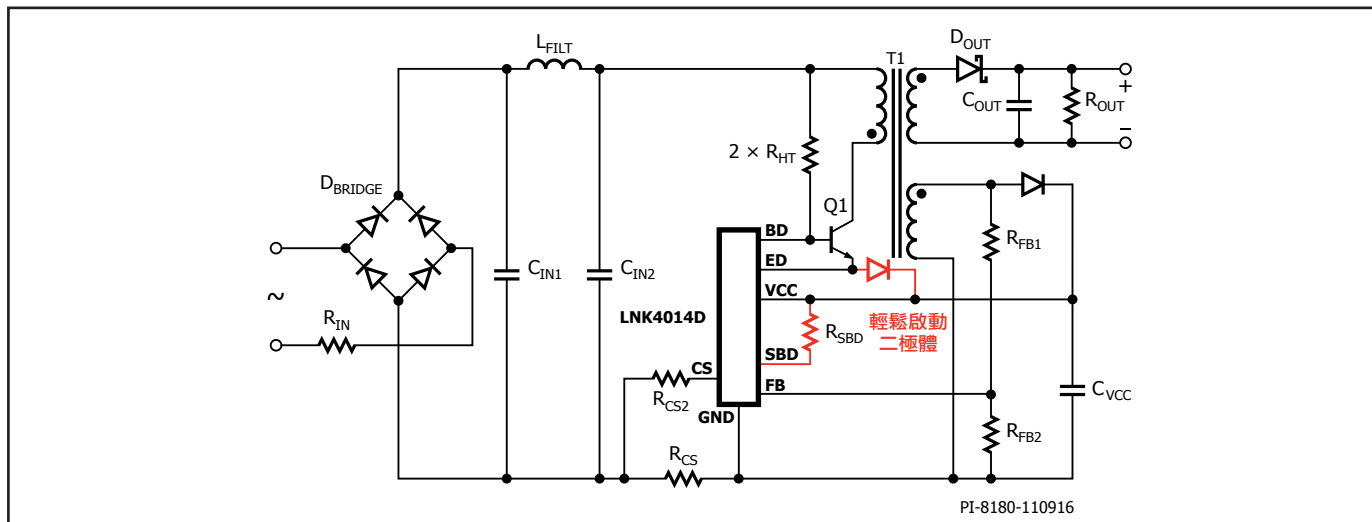 L_FILT
T1
D_OUT
+
C_OUT
R_OUT
−
2 × R_HT
D_BRIDGE
Q1
BD
ED
R_FB1
C_IN1
C_IN2
VCC
~
R_IN
LNK4014D
R_SBD
輕鬆啟動
二極體
SBD
CS
FB
C_VCC
R_CS2
GND
R_FB2
R_CS
PI-8180-110916